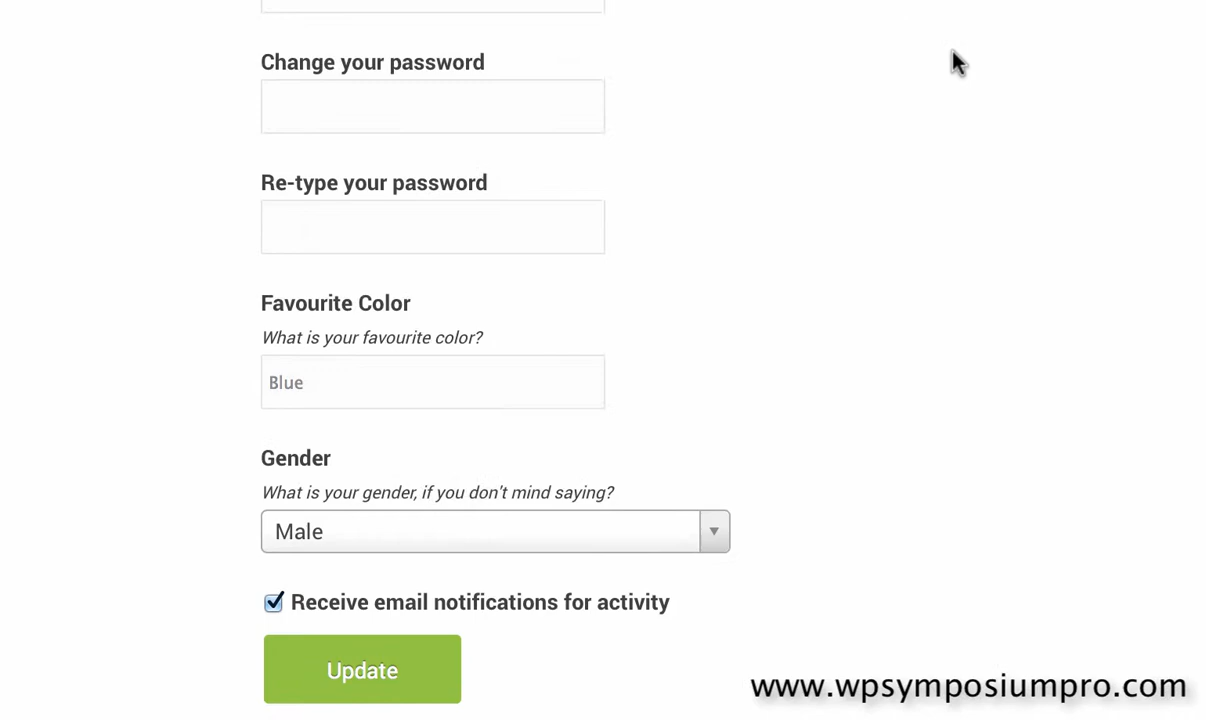 Change your password
Re-type your password
Favourite Color
What is your favourite color?
Blue
Gender
What is your gender, if you don't mind saying?
Male
Receive email notifications for activity
Update
www.wpsymposiumpro.com